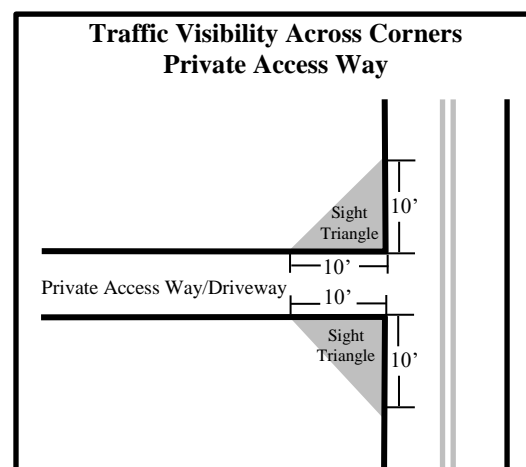 Traffic Visibility Across Corners
Private Access Way
Sight
Triangle
10’
10’
Private Access Way/Driveway
10’
Sight
Triangle
10’